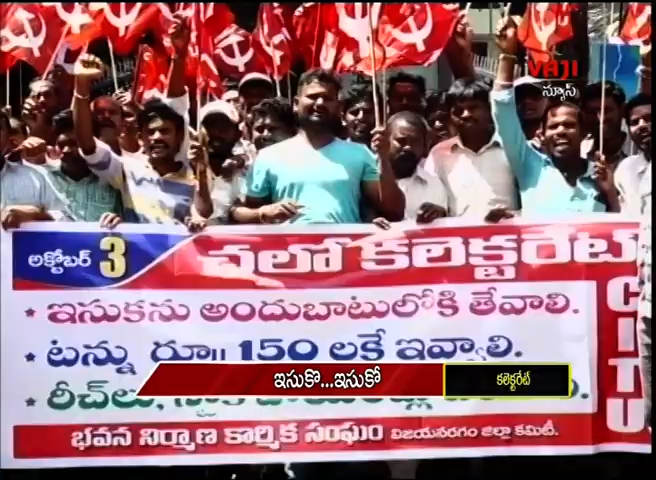 VAJI
న్యూస్
అక్టోబర్ 3 చలో కలెక్టరేట్
CITU
* ఇసుకను అందుబాటులోకి తేవాలి.
* టన్ను రూ॥ 150 లకే ఇవ్వాలి.
* రీచ్‌లు,
ఇసుకొ...ఇసుకో
కలెక్టరేట్
భవన నిర్మాణ కార్మిక సంఘం విజయనగరం జిల్లా కమిటీ.